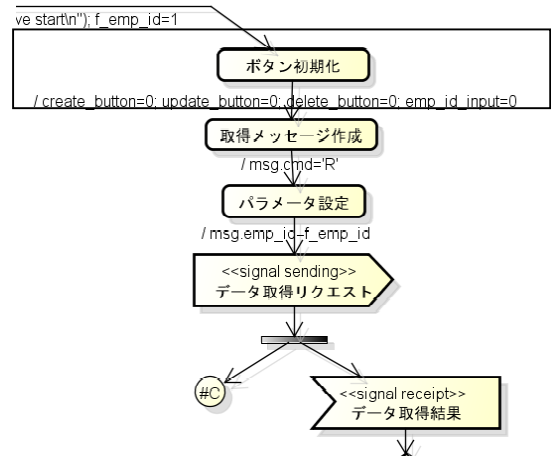 ve start\n"); f_emp_id=1
ボタン初期化
/ create_button=0; update_button=0; delete_button=0; emp_id_input=0
取得メッセージ作成
/ msg.cmd='R'
パラメータ設定
/ msg.emp_id=f_emp_id
<<signal sending>>
データ取得リクエスト
#C
<<signal receipt>>
データ取得結果